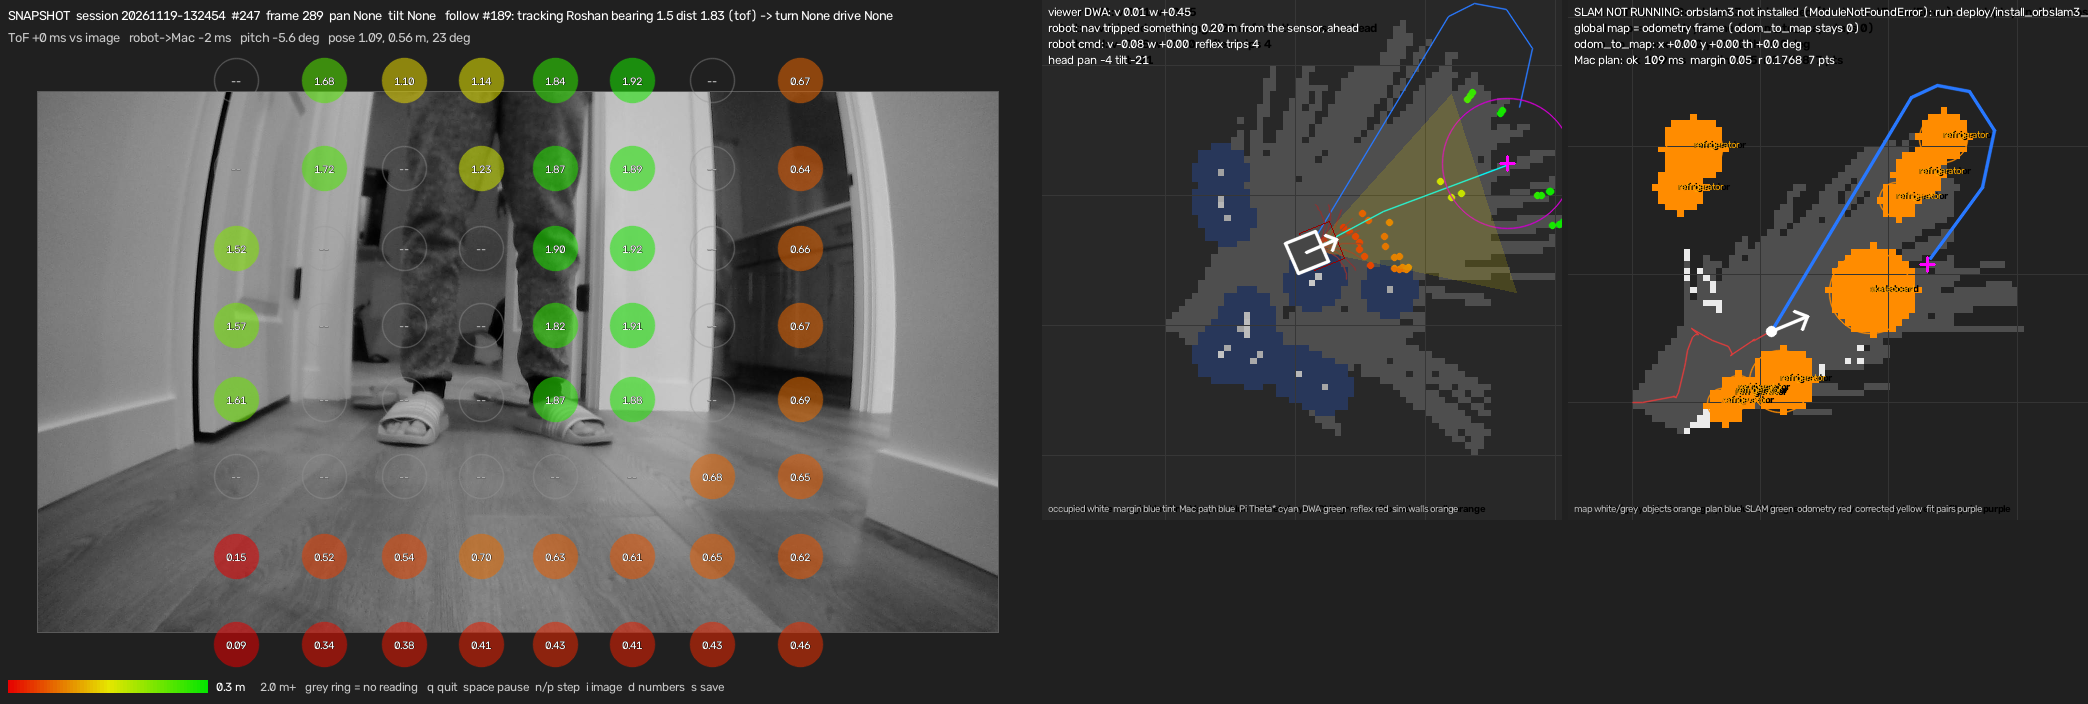 SNAPSHOT session 20261119-132454 #247 frame 289 pan None tilt None follow #189: tracking Roshan bearing 1.5 dist 1.83 (tof) -> turn None drive None
ToF +0 ms vs image robot->Mac -2 ms pitch -5.6 deg pose 1.09, 0.56 m, 23 deg
-- 1.68 1.10 1.14 1.84 1.92 -- 0.67
-- 1.72 -- 1.23 1.87 1.89 -- 0.64
1.52 -- -- -- 1.90 1.92 -- 0.66
1.57 -- -- -- 1.82 1.91 -- 0.67
1.61 -- -- -- 1.87 1.88 -- 0.69
-- -- -- -- -- -- 0.68 0.65
0.15 0.52 0.54 0.70 0.63 0.61 0.65 0.62
0.09 0.34 0.38 0.41 0.43 0.41 0.43 0.46
0.3 m 2.0 m+ grey ring = no reading q quit space pause n/p step i image d numbers s save
viewer DWA: v 0.01 w +0.45
robot: nav tripped something 0.20 m from the sensor, ahead
robot cmd: v -0.08 w +0.00 reflex trips 4
head pan -4 tilt -21
occupied white margin blue tint Mac path blue Pi Theta* cyan DWA green reflex red sim walls orange
SLAM NOT RUNNING: orbslam3 not installed (ModuleNotFoundError): run deploy/install_orbslam3_
global map = odometry frame (odom_to_map stays 0)
odom_to_map: x +0.00 y +0.00 th +0.0 deg
Mac plan: ok 109 ms margin 0.05 r 0.1768 7 pts
refrigerator
refrigerator
refrigerator
refrigerator
refrigerator
skateboard
refrigerator
refrigerator
map white/grey objects orange plan blue SLAM green odometry red corrected yellow fit pairs purple